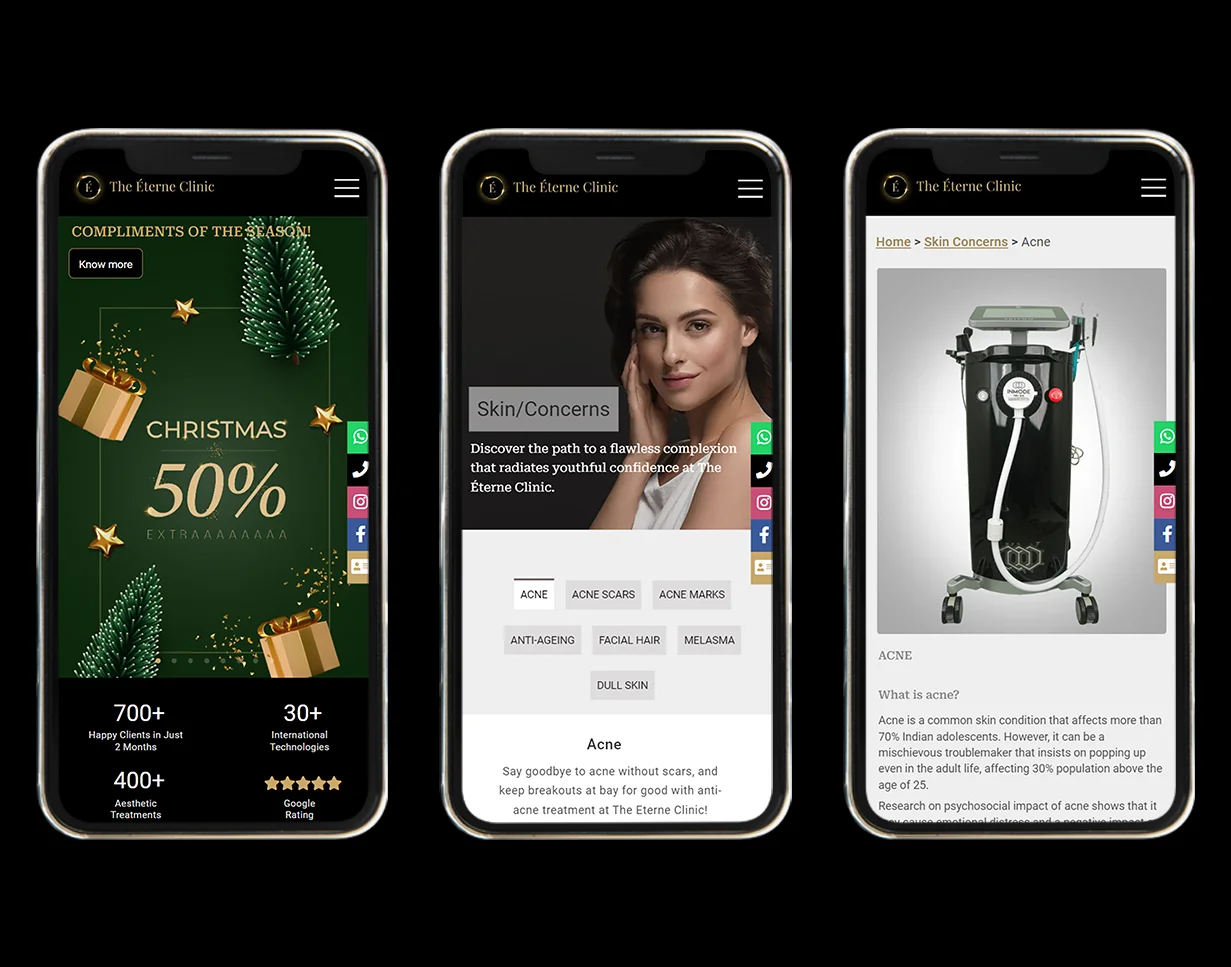 É
The Éterne Clinic
COMPLIMENTS OF THE SEASON!
Know more
CHRISTMAS
50%
EXTRAAAAAAAA
700+
Happy Clients in Just
2 Months
30+
International
Technologies
400+
Aesthetic
Treatments
Google
Rating
É
The Éterne Clinic
Skin/Concerns
Discover the path to a flawless complexion
that radiates youthful confidence at The
Éterne Clinic.
ACNE
ACNE SCARS
ACNE MARKS
ANTI-AGEING
FACIAL HAIR
MELASMA
DULL SKIN
Acne
Say goodbye to acne without scars, and
keep breakouts at bay for good with anti-
acne treatment at The Eterne Clinic!
É
The Éterne Clinic
Home > Skin Concerns > Acne
INMODE
ACNE
What is acne?
Acne is a common skin condition that affects more than
70% Indian adolescents. However, it can be a
mischievous troublemaker that insists on popping up
even in the adult life, affecting 30% population above the
age of 25.
Research on psychosocial impact of acne shows that it
may cause emotional distress and a negative impact